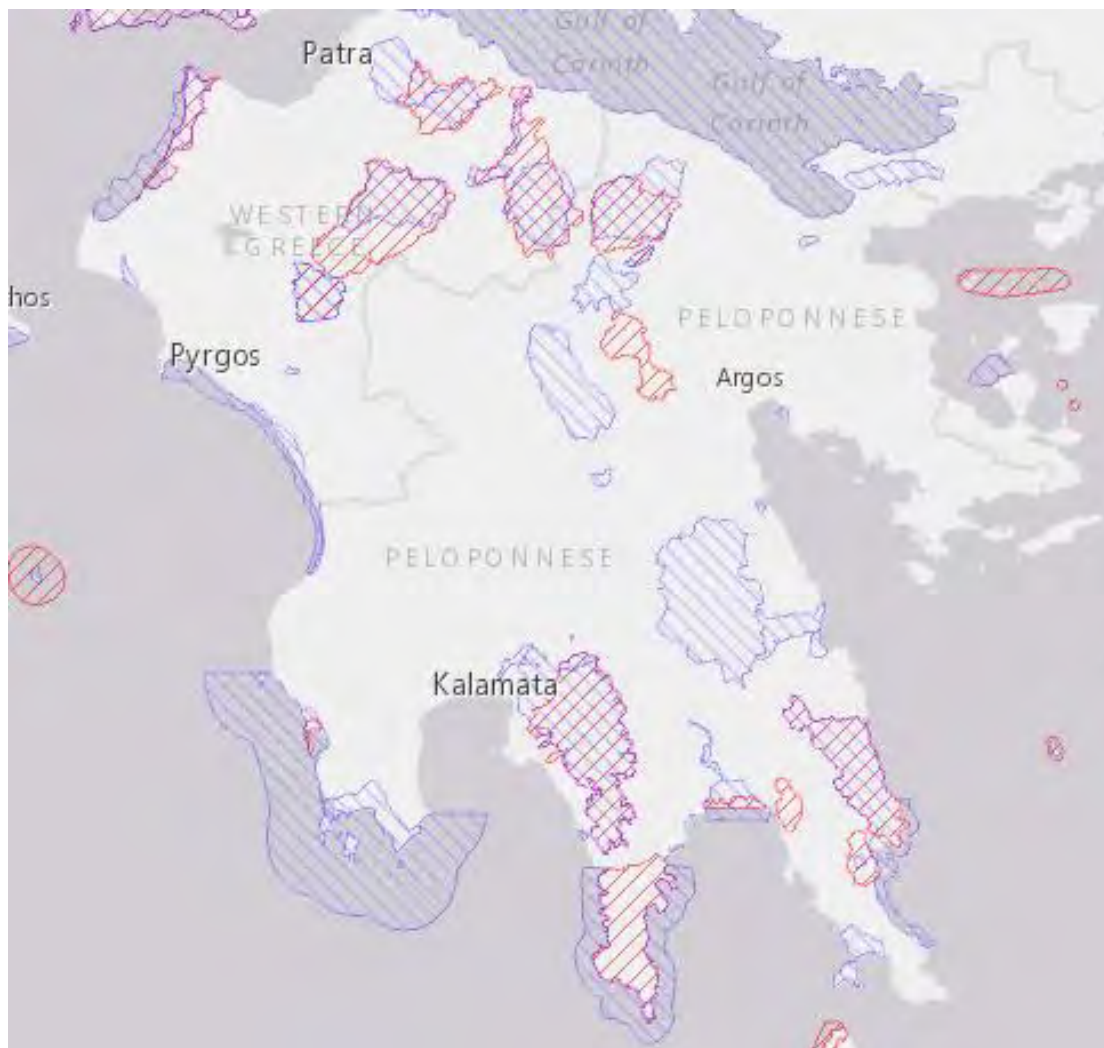 Gulf of
Corinth
Patra
Gulf of
Corinth
WESTERN
GREECE
hos
PELOPONNESE
Pyrgos
Argos
PELOPONNESE
Kalamata